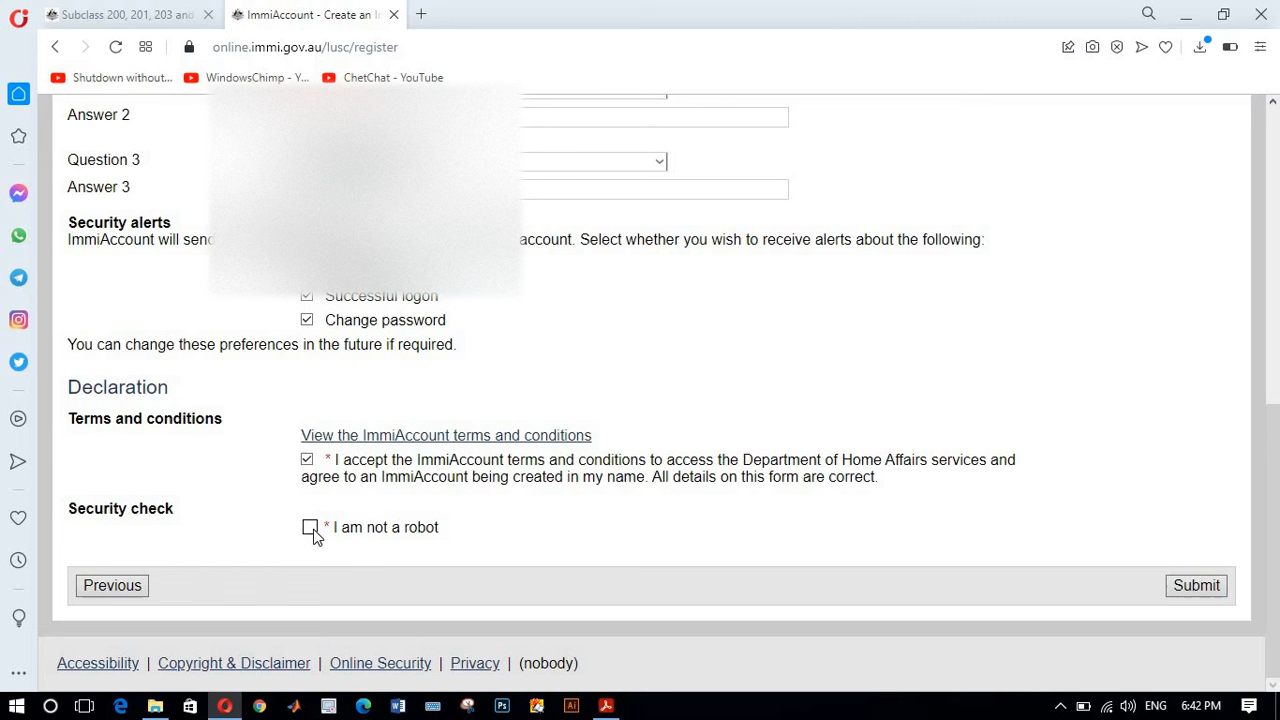 Subclass 200, 201, 203 and
ImmiAccount - Create an I
online.immi.gov.au/lusc/register
Shutdown without...
WindowsChimp - Y...
ChetChat - YouTube
Answer 2
Question 3
Answer 3
Security alerts
ImmiAccount will send account. Select whether you wish to receive alerts about the following:
Successful logon
Change password
You can change these preferences in the future if required.
Declaration
Terms and conditions
View the ImmiAccount terms and conditions
* I accept the ImmiAccount terms and conditions to access the Department of Home Affairs services and
agree to an ImmiAccount being created in my name. All details on this form are correct.
Security check
* I am not a robot
Previous
Submit
Accessibility | Copyright & Disclaimer | Online Security | Privacy | (nobody)
ENG 6:42 PM